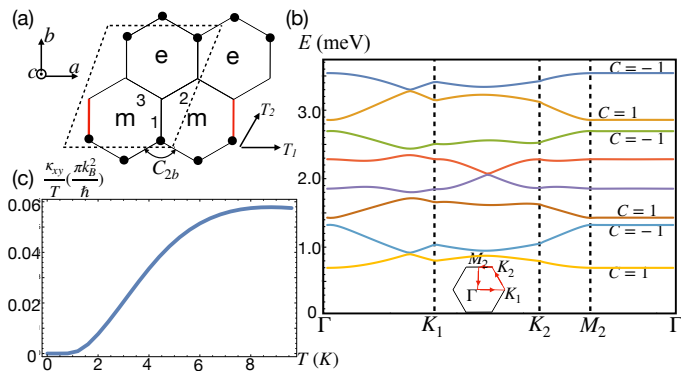 (a)
b
c
a
e
e
3
2
m
1
m
T₂
T₁
C₂b
(b)
E (meV)
3.0
2.0
1.0
0
C = − 1
C = 1
C = − 1
C = 1
C = − 1
C = 1
M₂
K₂
Γ
K₁
Γ
K₁
K₂
M₂
Γ
(c)
κxy/T (πk_B²/ħ)
0.06
0.04
0.02
0
0
2
4
6
8
T (K)